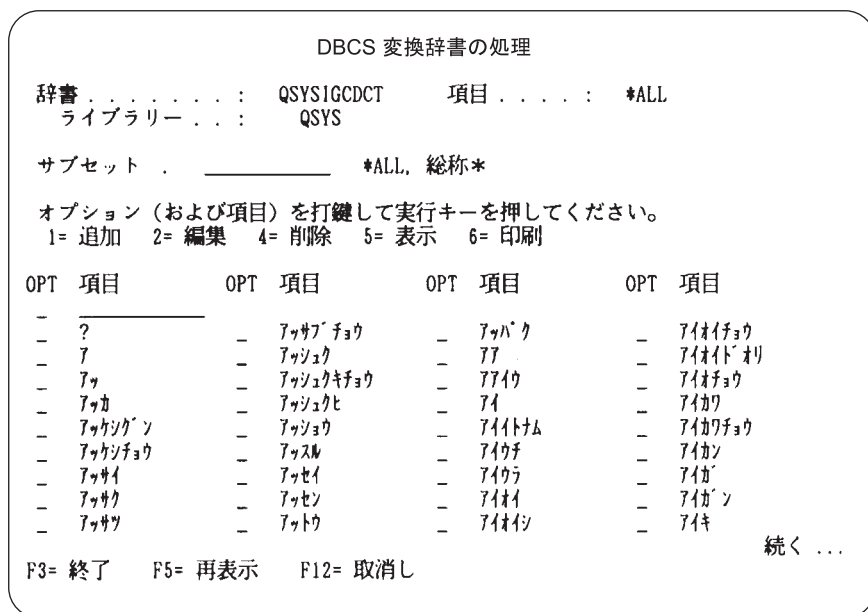 DBCS 変換辞書の処理
辞書 . . . . . . . :   QSYSIGCDCT   項目 . . . . :   *ALL
ライブラリー . . :   QSYS
サブセット . __________ *ALL, 総称*
オプション（および項目）を打鍵して実行キーを押してください。
1= 追加 2= 編集 4= 削除 5= 表示 6= 印刷
OPT 項目 OPT 項目 OPT 項目 OPT 項目
_ __________
_ ? _ ｱｯｻﾌﾞﾁｮｳ _ ｱｯﾊﾟｸ _ ｱｲｵｲﾁｮｳ
_ ｱ _ ｱｯｼｭｸ _ ｱｱ _ ｱｲｵｲﾄﾞｵﾘ
_ ｱｯ _ ｱｯｼｭｸｷﾁｮｳ _ ｱｱｲｳ _ ｱｲｵﾁｮｳ
_ ｱｯｶ _ ｱｯｼｭｸﾋ _ ｱｲ _ ｱｲｶﾜ
_ ｱｯｹｼｸﾞﾝ _ ｱｯｼｮｳ _ ｱｲｲﾄﾅﾑ _ ｱｲｶﾜﾁｮｳ
_ ｱｯｹｼﾁｮｳ _ ｱｯｽﾙ _ ｱｲｳﾁ _ ｱｲｶﾝ
_ ｱｯｻｲ _ ｱｯｾｲ _ ｱｲｳﾗ _ ｱｲｶﾞ
_ ｱｯｻｸ _ ｱｯｾﾝ _ ｱｲｵｲ _ ｱｲｶﾞﾝ
_ ｱｯｻﾂ _ ｱｯﾄｳ _ ｱｲｵｲｼ _ ｱｲｷ
続く ...
F3= 終了 F5= 再表示 F12= 取消し